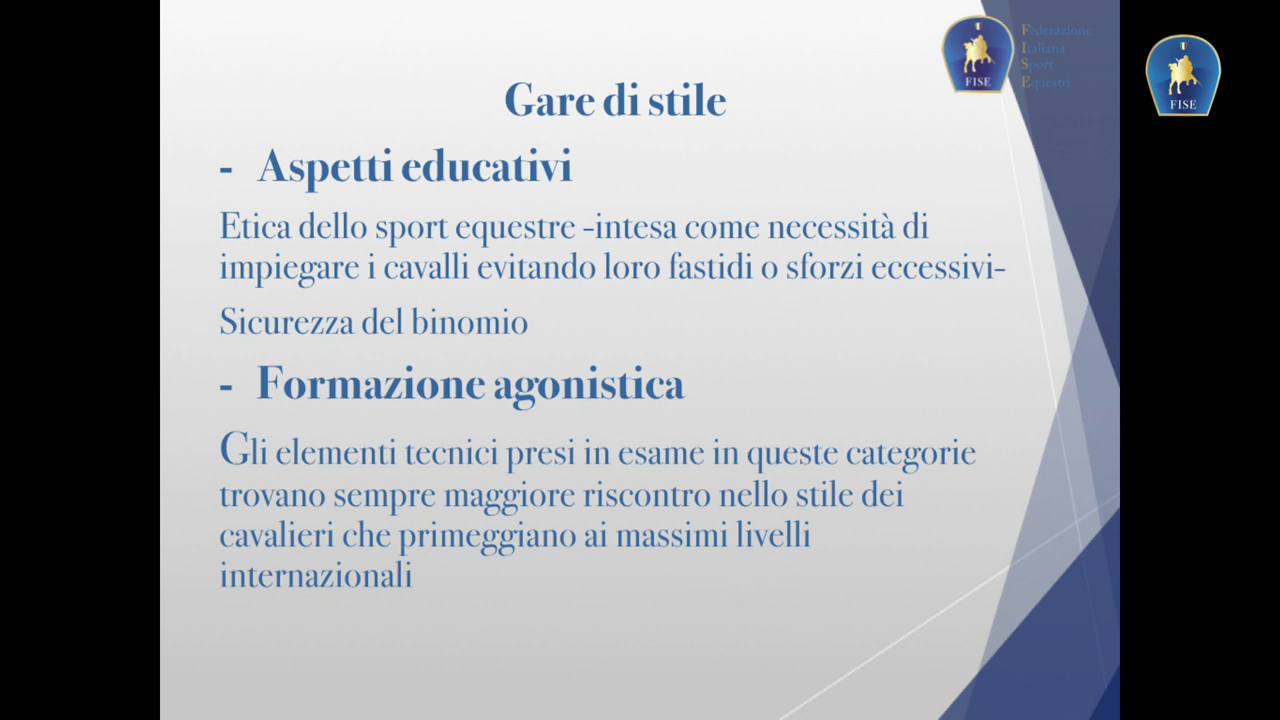 Federazione
Italiana
Sport
Equestri
FISE
FISE
Gare di stile
- Aspetti educativi
Etica dello sport equestre -intesa come necessità di
impiegare i cavalli evitando loro fastidi o sforzi eccessivi-
Sicurezza del binomio
- Formazione agonistica
Gli elementi tecnici presi in esame in queste categorie
trovano sempre maggiore riscontro nello stile dei
cavalieri che primeggiano ai massimi livelli
internazionali